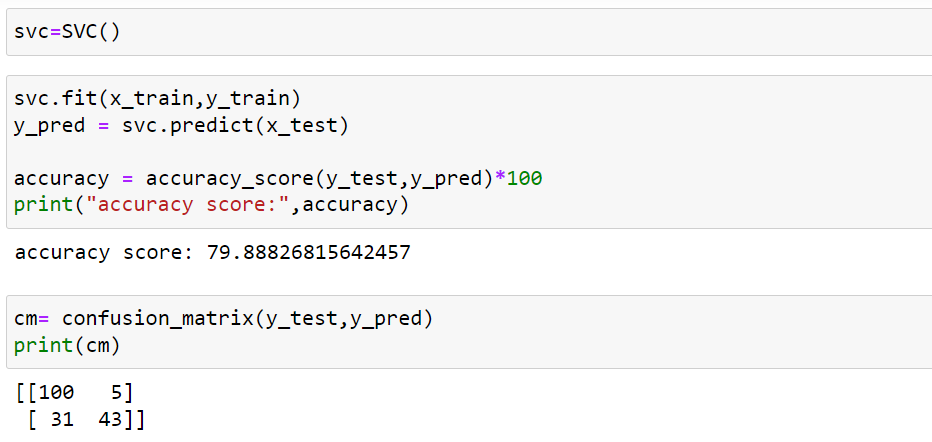 svc=SVC()
svc.fit(x_train,y_train)
y_pred = svc.predict(x_test)
accuracy = accuracy_score(y_test,y_pred)*100
print("accuracy score:",accuracy)
accuracy score: 79.88826815642457
cm= confusion_matrix(y_test,y_pred)
print(cm)
[[100   5]
 [ 31  43]]